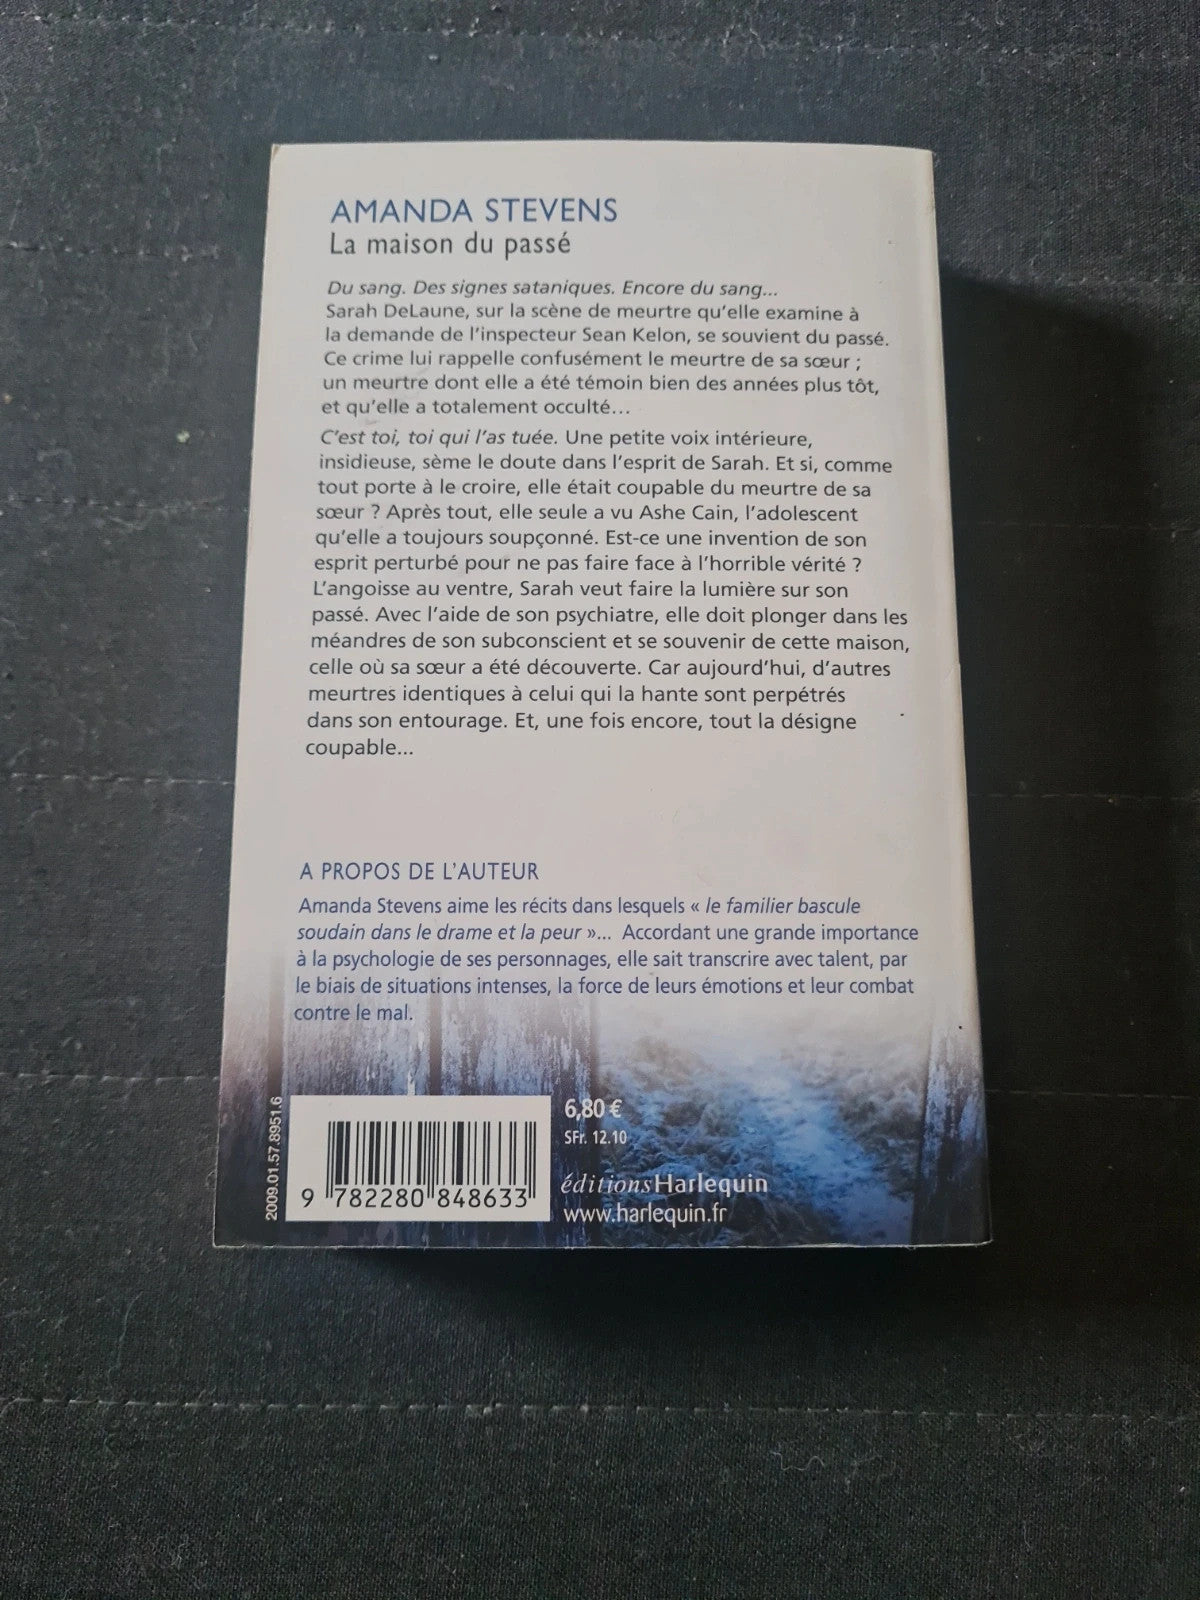 AMANDA STEVENS
La maison du passé
Du sang. Des signes sataniques. Encore du sang...
Sarah DeLaune, sur la scène de meurtre qu'elle examine à
la demande de l'inspecteur Sean Kelon, se souvient du passé.
Ce crime lui rappelle confusément le meurtre de sa sœur ;
un meurtre dont elle a été témoin bien des années plus tôt,
et qu'elle a totalement occulté...
C'est toi, toi qui l'as tuée. Une petite voix intérieure,
insidieuse, sème le doute dans l'esprit de Sarah. Et si, comme
tout porte à le croire, elle était coupable du meurtre de sa
sœur ? Après tout, elle seule a vu Ashe Cain, l'adolescent
qu'elle a toujours soupçonné. Est-ce une invention de son
esprit perturbé pour ne pas faire face à l'horrible vérité ?
L'angoisse au ventre, Sarah veut faire la lumière sur son
passé. Avec l'aide de son psychiatre, elle doit plonger dans les
méandres de son subconscient et se souvenir de cette maison,
celle où sa sœur a été découverte. Car aujourd'hui, d'autres
meurtres identiques à celui qui la hante sont perpétrés
dans son entourage. Et, une fois encore, tout la désigne
coupable...
A PROPOS DE L'AUTEUR
Amanda Stevens aime les récits dans lesquels « le familier bascule
soudain dans le drame et la peur »... Accordant une grande importance
à la psychologie de ses personnages, elle sait transcrire avec talent, par
le biais de situations intenses, la force de leurs émotions et leur combat
contre le mal.
2009.01.57.8951.6
9 782280 848633
6,80 €
SFr. 12.10
éditionsHarlequin
www.harlequin.fr